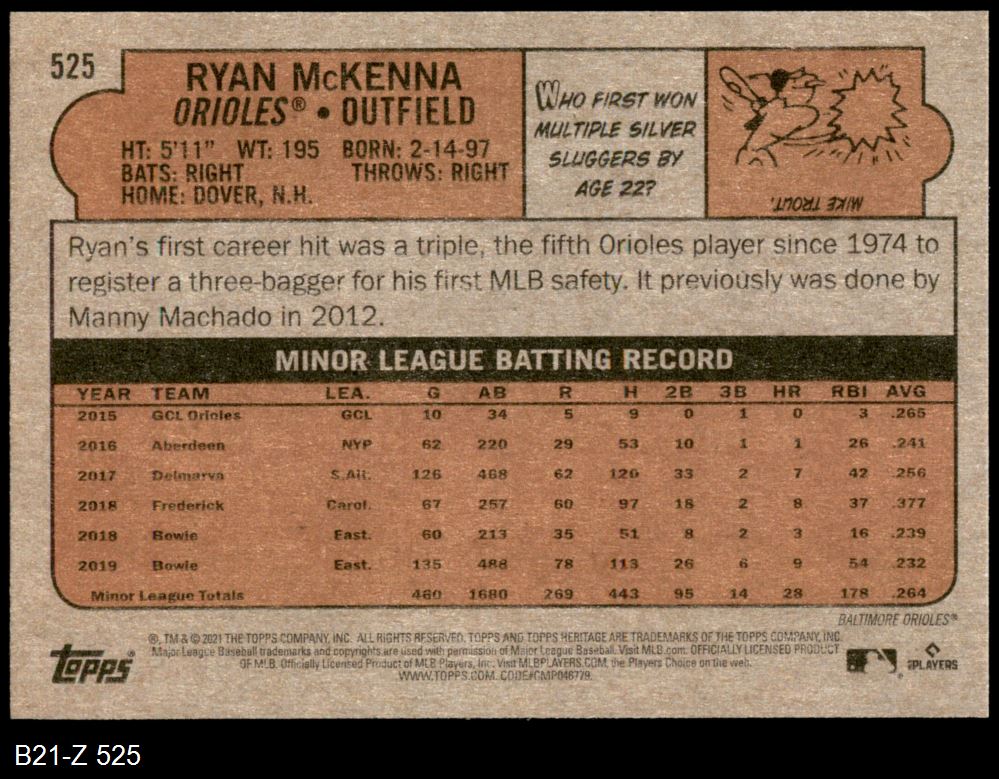 525
RYAN McKENNA
ORIOLES® • OUTFIELD
HT: 5'11" WT: 195 BORN: 2-14-97
BATS: RIGHT THROWS: RIGHT
HOME: DOVER, N.H.
WHO FIRST WON
MULTIPLE SILVER
SLUGGERS BY
AGE 22?
MIKE TROUT.
Ryan's first career hit was a triple, the fifth Orioles player since 1974 to
register a three-bagger for his first MLB safety. It previously was done by
Manny Machado in 2012.
MINOR LEAGUE BATTING RECORD
YEAR TEAM LEA. G AB R H 2B 3B HR RBI AVG
2015 GCL Orioles GCL 10 34 5 9 0 1 0 3 .265
2016 Aberdeen NYP 62 220 29 53 10 1 1 26 .241
2017 Delmarva S.Atl. 126 468 62 120 33 2 7 42 .256
2018 Frederick Carol. 67 257 60 97 18 2 8 37 .377
2018 Bowie East. 60 213 35 51 8 2 3 16 .239
2019 Bowie East. 135 488 78 113 26 6 9 54 .232
Minor League Totals 460 1680 269 443 95 14 28 178 .264
BALTIMORE ORIOLES®
®, TM & © 2021 THE TOPPS COMPANY, INC. ALL RIGHTS RESERVED. TOPPS AND TOPPS HERITAGE ARE TRADEMARKS OF THE TOPPS COMPANY, INC.
Major League Baseball trademarks and copyrights are used with permission of Major League Baseball. Visit MLB.com. OFFICIALLY LICENSED PRODUCT
OF MLB. Officially Licensed Product of MLB Players, Inc. Visit MLBPLAYERS.COM, the Players Choice on the web.
WWW.TOPPS.COM. CODE#CMP046779.
topps®
PLAYERS
B21-Z 525